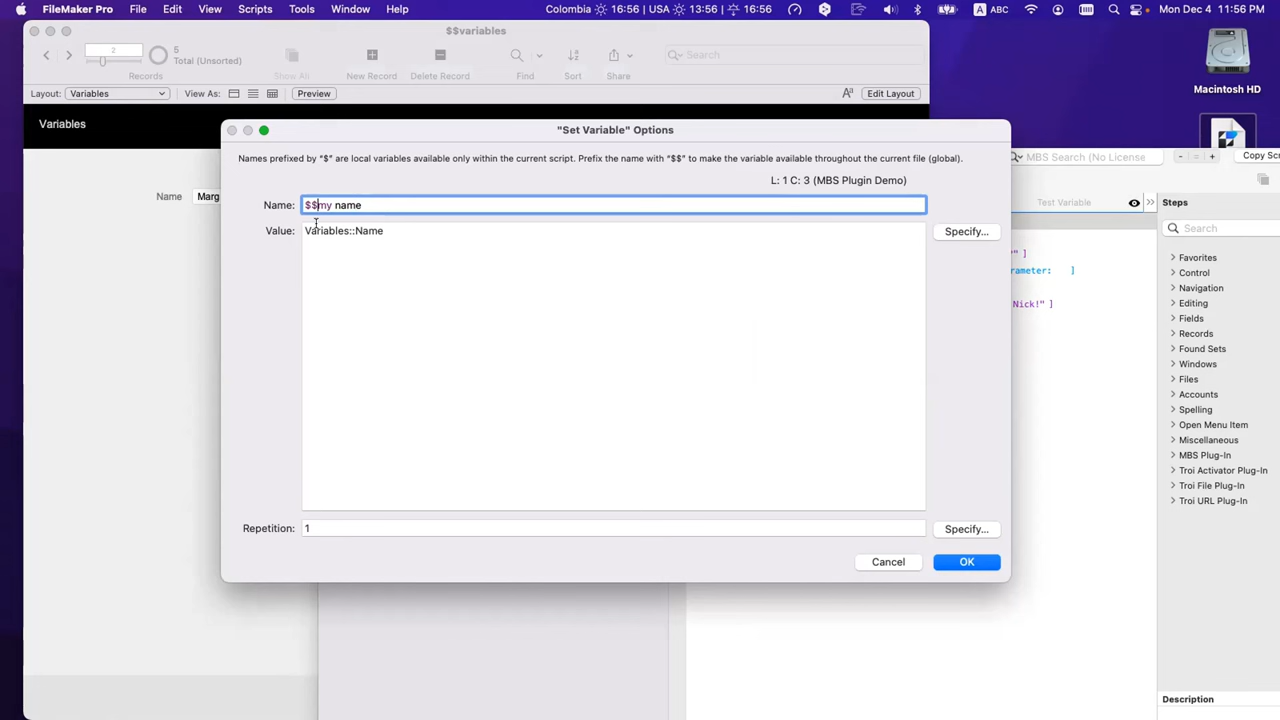 FileMaker Pro File Edit View Scripts Tools Window Help Colombia 16:56 | USA 13:56 | 16:56 A ABC Mon Dec 4 11:56 PM
$$variables
2 5
Total (Unsorted)
Search
Records Show All New Record Delete Record Find Sort Share
Macintosh HD
Layout: Variables View As: Preview Edit Layout
Variables
"Set Variable" Options
Names prefixed by "$" are local variables available only within the current script. Prefix the name with "$$" to make the variable available throughout the current file (global).
MBS Search (No License - - + Copy Scr
L: 1 C: 3 (MBS Plugin Demo)
Name Marg
Name: $$my name
Test Variable
Value: Variables::Name Specify...
Search
" ]
rameter: ]
Nick!" ]
Favorites
Control
Navigation
Editing
Fields
Records
Found Sets
Windows
Files
Accounts
Spelling
Open Menu Item
Miscellaneous
MBS Plug-In
Troi Activator Plug-In
Troi File Plug-In
Troi URL Plug-In
Repetition: 1 Specify...
Cancel OK
Description